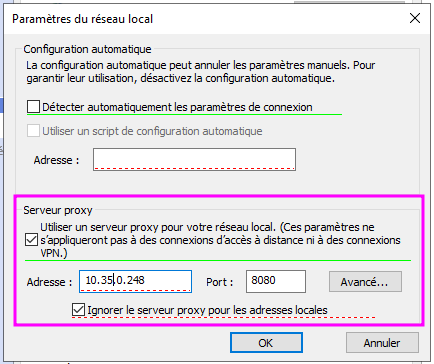 Paramètres du réseau local
Configuration automatique
La configuration automatique peut annuler les paramètres manuels. Pour
garantir leur utilisation, désactivez la configuration automatique.
Détecter automatiquement les paramètres de connexion
Utiliser un script de configuration automatique
Adresse :
Serveur proxy
Utiliser un serveur proxy pour votre réseau local. (Ces paramètres ne
s'appliqueront pas à des connexions d'accès à distance ni à des connexions
VPN.)
Adresse : 10.35.0.248 Port : 8080 Avancé...
Ignorer le serveur proxy pour les adresses locales
OK Annuler